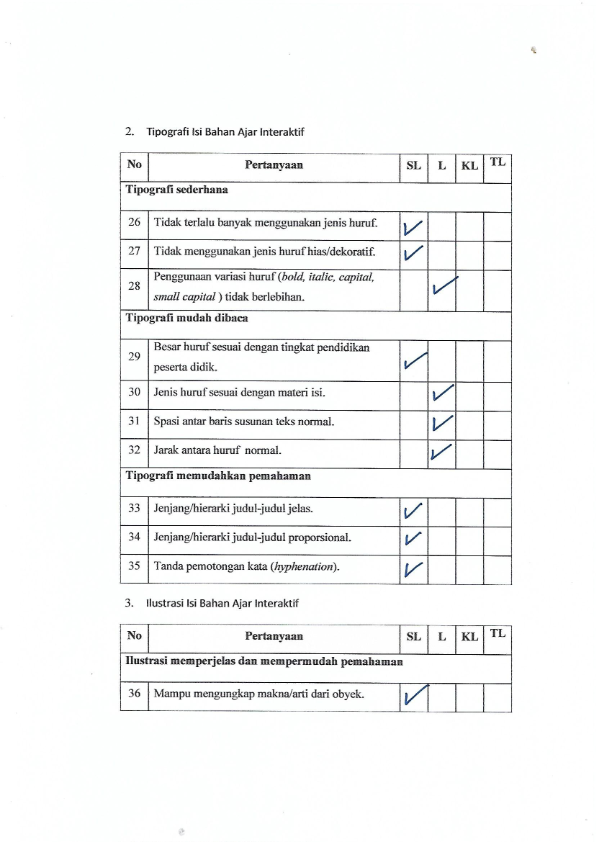 2. Tipografi Isi Bahan Ajar Interaktif
No Pertanyaan SL L KL TL
Tipografi sederhana
26 Tidak terlalu banyak menggunakan jenis huruf. ✓
27 Tidak menggunakan jenis huruf hias/dekoratif. ✓
28 Penggunaan variasi huruf (bold, italic, capital,
small capital ) tidak berlebihan. ✓
Tipografi mudah dibaca
29 Besar huruf sesuai dengan tingkat pendidikan
peserta didik. ✓
30 Jenis huruf sesuai dengan materi isi. ✓
31 Spasi antar baris susunan teks normal. ✓
32 Jarak antara huruf normal. ✓
Tipografi memudahkan pemahaman
33 Jenjang/hierarki judul-judul jelas. ✓
34 Jenjang/hierarki judul-judul proporsional. ✓
35 Tanda pemotongan kata (hyphenation). ✓
3. Ilustrasi Isi Bahan Ajar Interaktif
No Pertanyaan SL L KL TL
Ilustrasi memperjelas dan mempermudah pemahaman
36 Mampu mengungkap makna/arti dari obyek. ✓